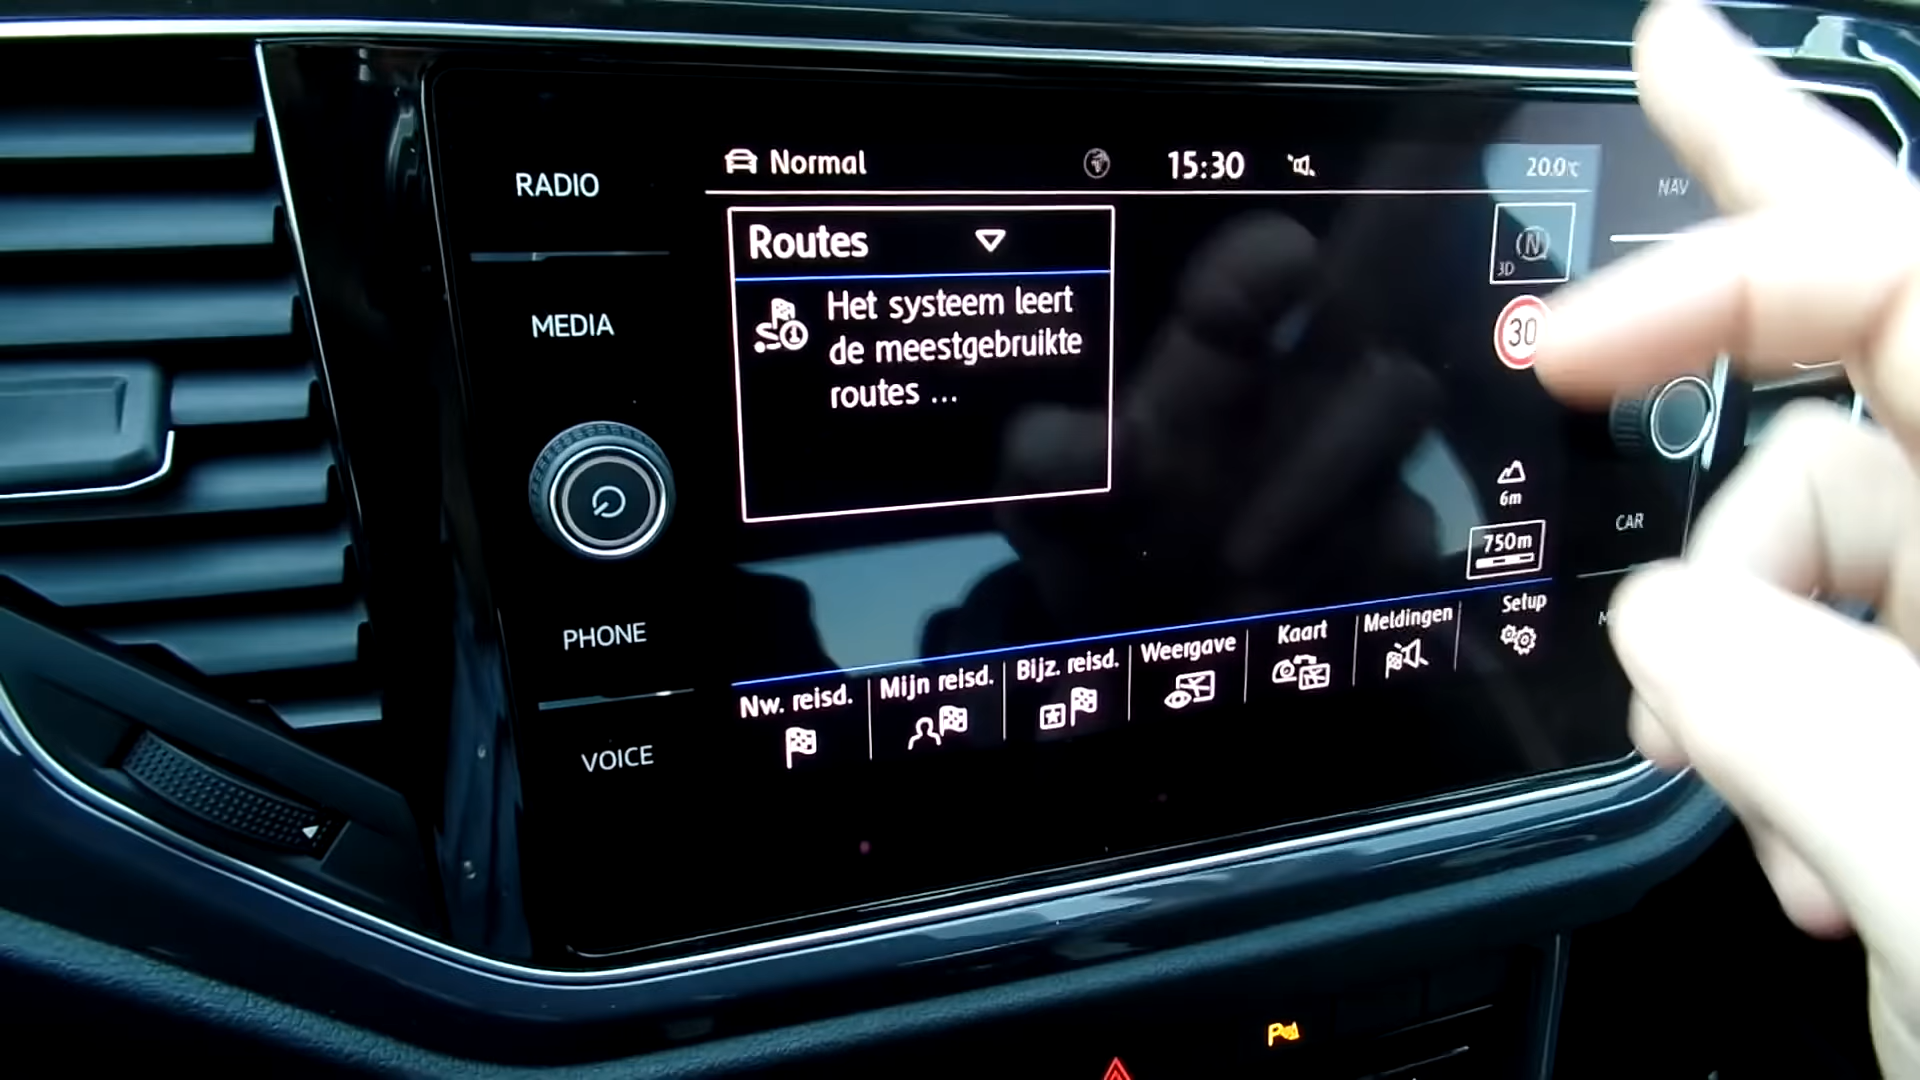 RADIO
MEDIA
PHONE
VOICE
Normal
15:30
20.0°C
Routes
Het systeem leert
de meestgebruikte
routes ...
N
3D
30
6m
750m
Nw. reisd.
Mijn reisd.
Bijz. reisd.
Weergave
Kaart
Meldingen
Setup
NAV
CAR